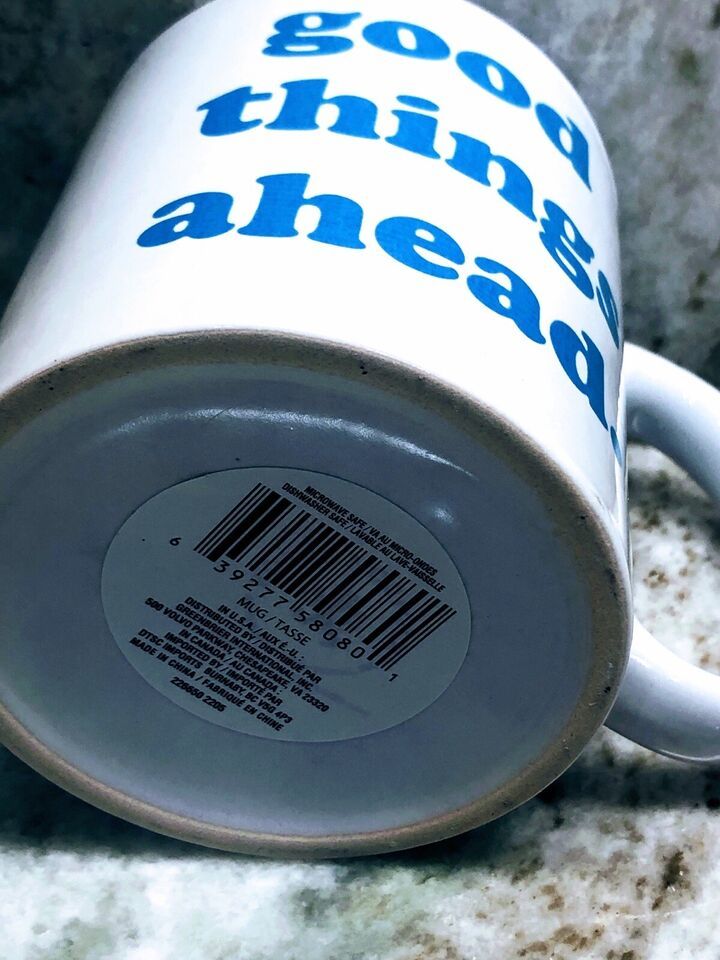 good
things
ahead.
MICROWAVE SAFE / VA AU MICRO-ONDES
DISHWASHER SAFE / LAVABLE AU LAVE-VAISSELLE
6 39277 58080 1
MUG / TASSE
IN U.S.A. / AUX É.-U.
DISTRIBUTED BY / DISTRIBUÉ PAR
GREENBRIER INTERNATIONAL, INC.
500 VOLVO PARKWAY, CHESAPEAKE, VA 23320
IN CANADA / AU CANADA
IMPORTED BY / IMPORTÉ PAR
DTSC IMPORTS BURNABY, BC V5G 4P3
MADE IN CHINA / FABRIQUÉ EN CHINE
228650 2205